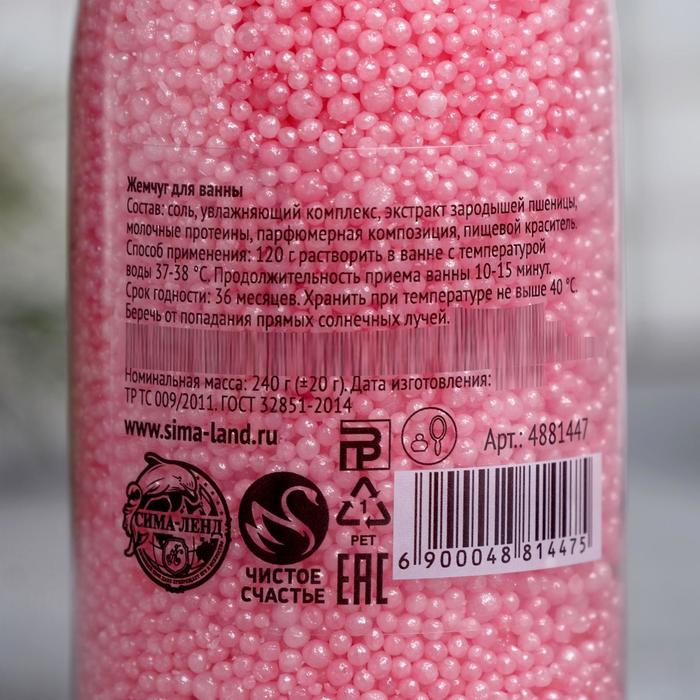 Жемчуг для ванны
Состав: соль, увлажняющий комплекс, экстракт зародышей пшеницы,
молочные протеины, парфюмерная композиция, пищевой краситель.
Способ применения: 120 г растворить в ванне с температурой
воды 37-38 °С. Продолжительность приема ванны 10-15 минут.
Срок годности: 36 месяцев. Хранить при температуре не выше 40 °С.
Беречь от попадания прямых солнечных лучей.
Номинальная масса: 240 г (±20 г). Дата изготовления:
ТР ТС 009/2011. ГОСТ 32851-2014
www.sima-land.ru
Арт.: 4881447
СИМА-ЛЕНД
ЧИСТОЕ
СЧАСТЬЕ
1
PET
EAC
6 900048 814475